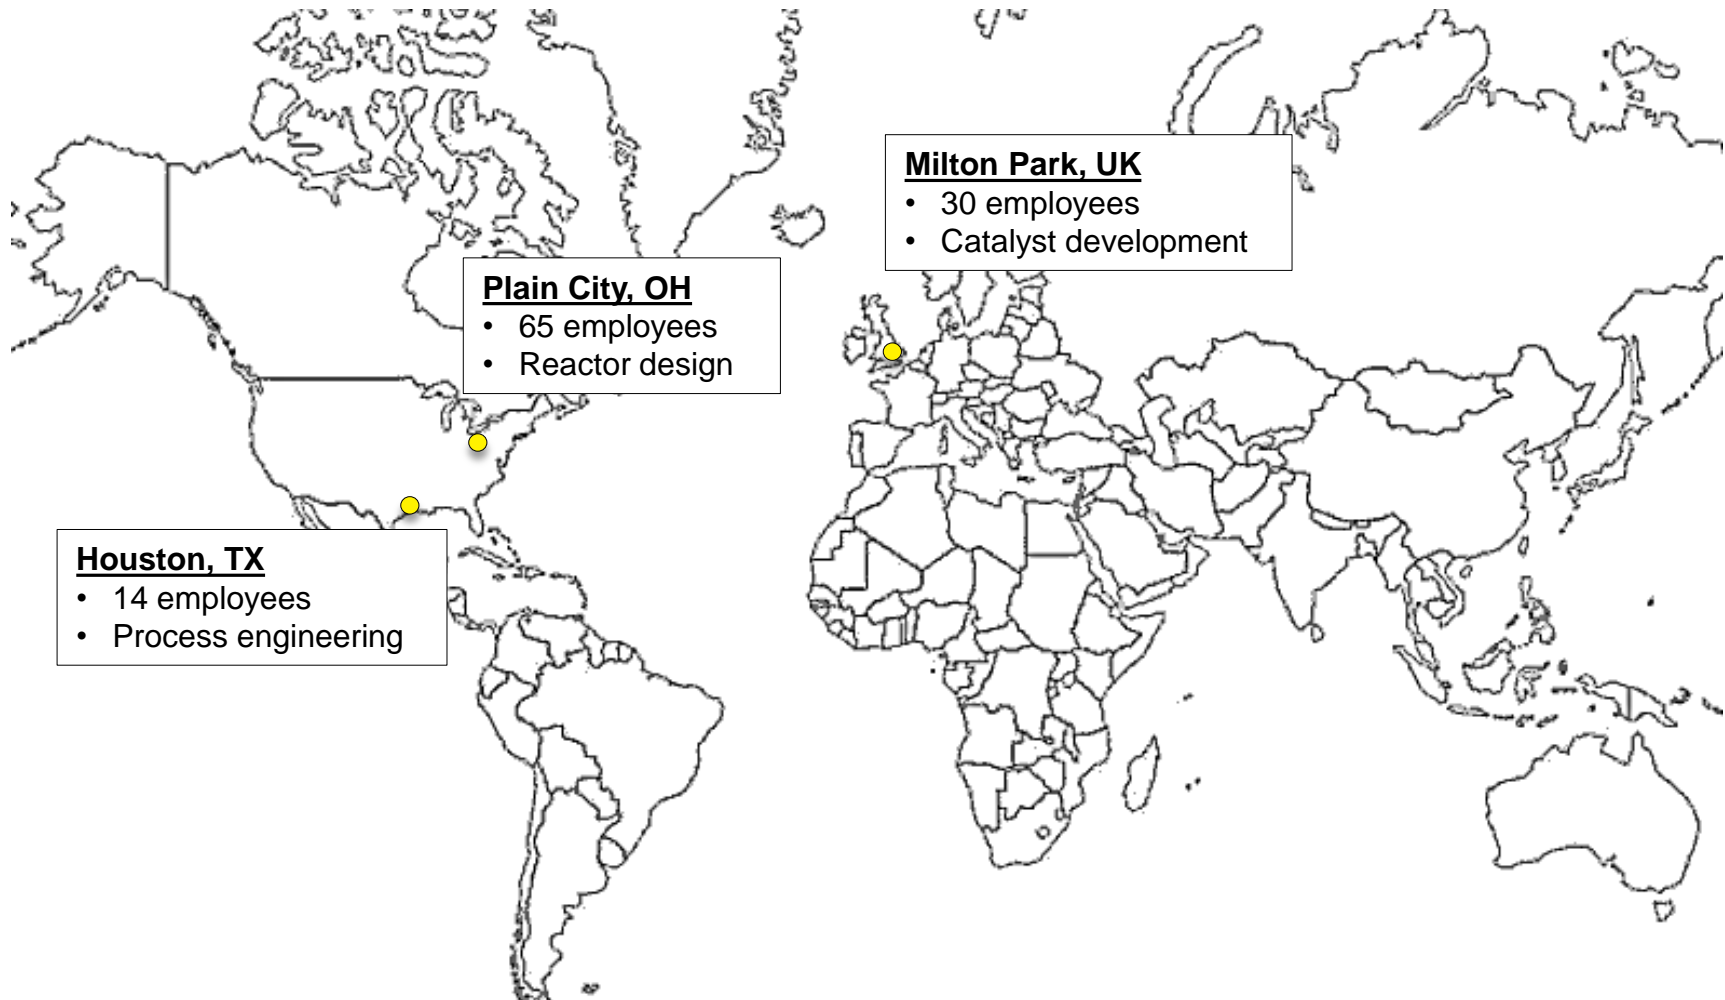 Milton Park, UK
• 30 employees
• Catalyst development
Plain City, OH
• 65 employees
• Reactor design
Houston, TX
• 14 employees
• Process engineering